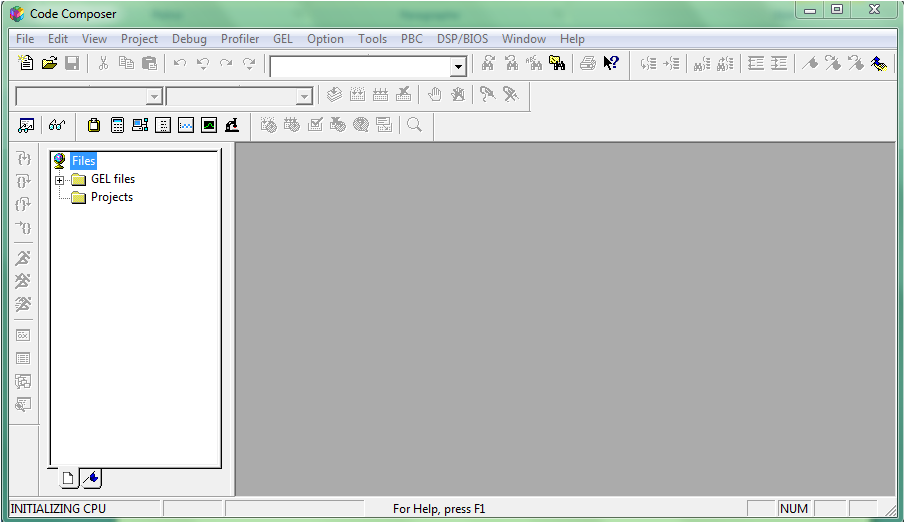 Code Composer
File Edit View Project Debug Profiler GEL Option Tools PBC DSP/BIOS Window Help
Files
GEL files
Projects
INITIALIZING CPU For Help, press F1 NUM